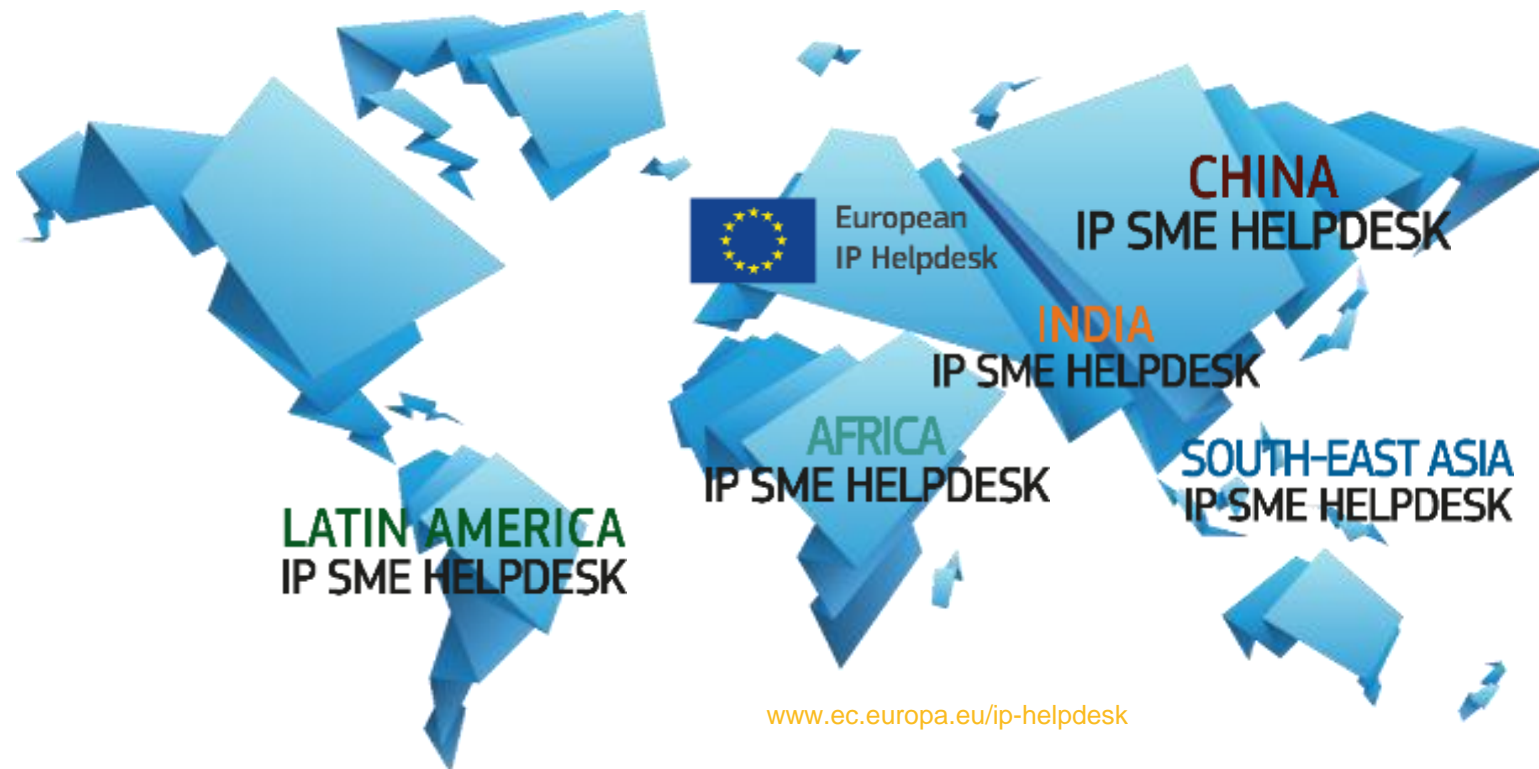 CHINA
IP SME HELPDESK
European
IP Helpdesk
INDIA
IP SME HELPDESK
AFRICA
IP SME HELPDESK
SOUTH-EAST ASIA
IP SME HELPDESK
LATIN AMERICA
IP SME HELPDESK
www.ec.europa.eu/ip-helpdesk